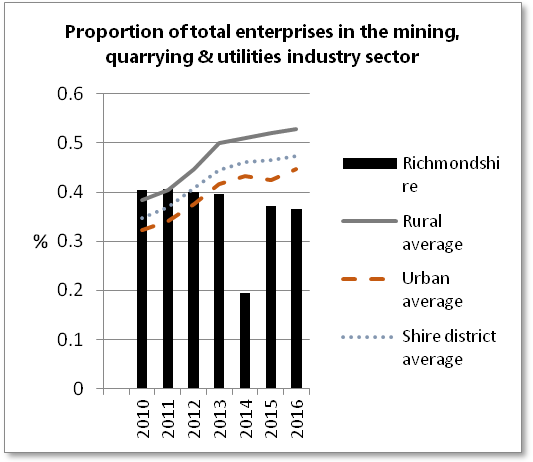 Proportion of total enterprises in the mining,
quarrying & utilities industry sector
0.6
0.5
0.4
0.3
0.2
0.1
0
%
2010
2011
2012
2013
2014
2015
2016
Richmondshi
re
Rural
average
Urban
average
Shire district
average